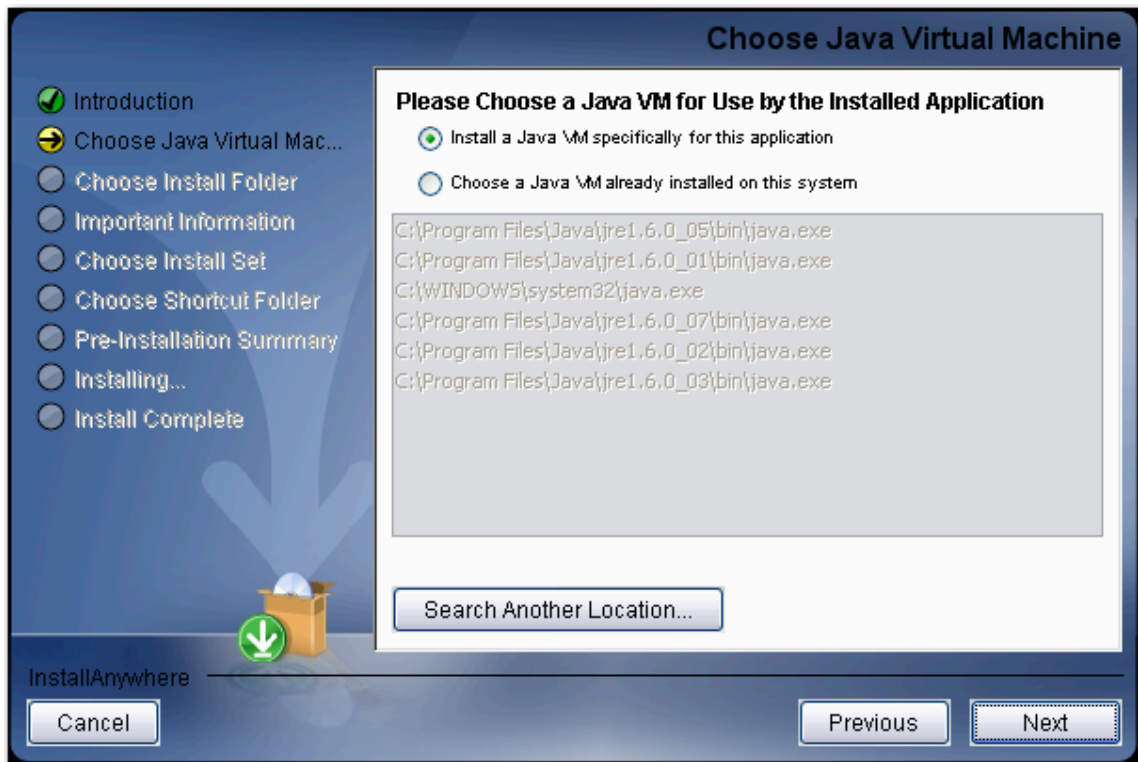 Choose Java Virtual Machine
Introduction
Choose Java Virtual Mac...
Choose Install Folder
Important Information
Choose Install Set
Choose Shortcut Folder
Pre-Installation Summary
Installing...
Install Complete
Please Choose a Java VM for Use by the Installed Application
Install a Java VM specifically for this application
Choose a Java VM already installed on this system
C:\Program Files\Java\jre1.6.0_05\bin\java.exe
C:\Program Files\Java\jre1.6.0_01\bin\java.exe
C:\WINDOWS\system32\java.exe
C:\Program Files\Java\jre1.6.0_07\bin\java.exe
C:\Program Files\Java\jre1.6.0_02\bin\java.exe
C:\Program Files\Java\jre1.6.0_03\bin\java.exe
Search Another Location...
InstallAnywhere
Cancel
Previous
Next